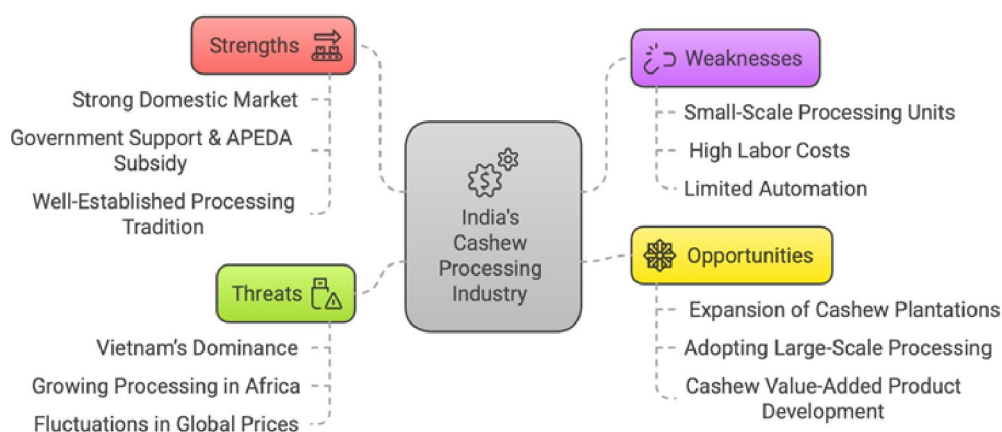 Strengths
Strong Domestic Market
Government Support & APEDA
Subsidy
Well-Established Processing
Tradition
Weaknesses
Small-Scale Processing Units
High Labor Costs
Limited Automation
$
India's
Cashew
Processing
Industry
Threats
Vietnam's Dominance
Growing Processing in Africa
Fluctuations in Global Prices
Opportunities
Expansion of Cashew Plantations
Adopting Large-Scale Processing
Cashew Value-Added Product
Development